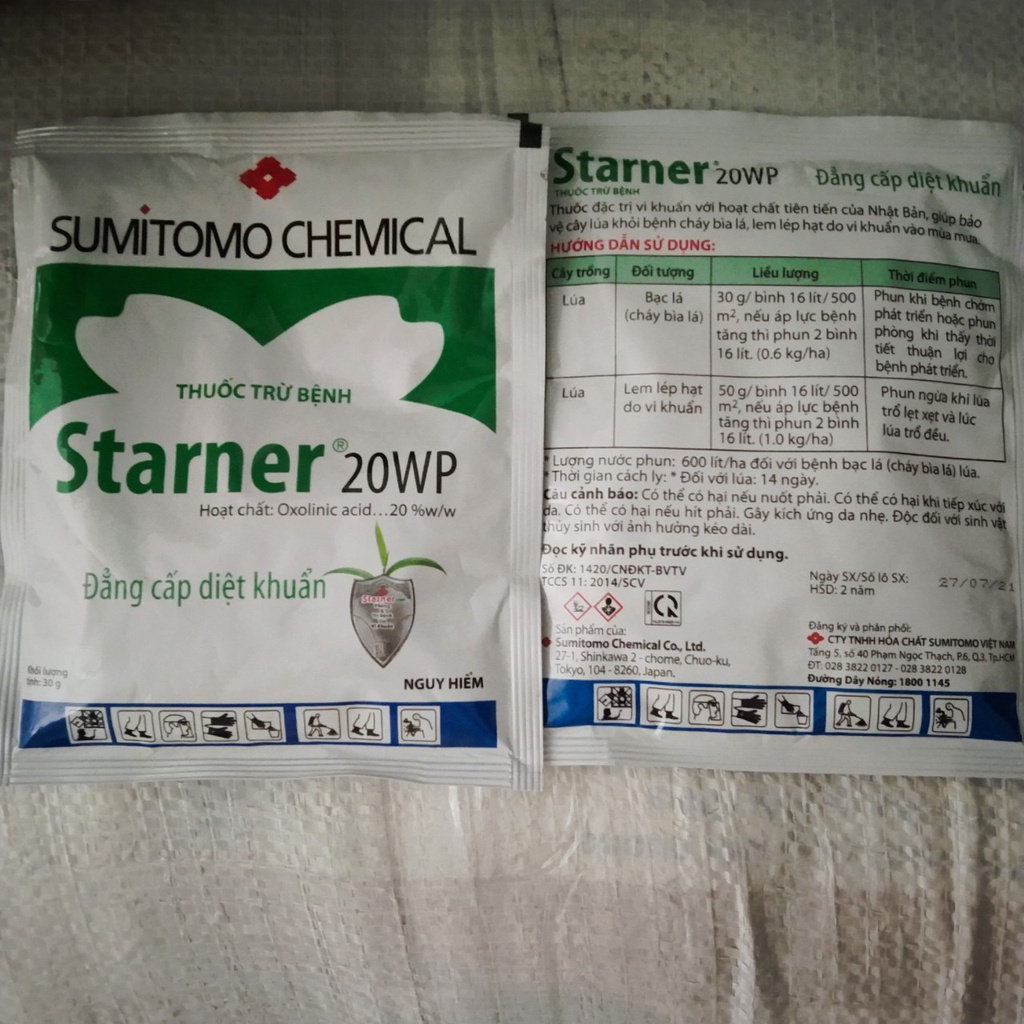 SUMITOMO CHEMICAL
THUỐC TRỪ BỆNH
Starner® 20WP
Hoạt chất: Oxolinic acid...20 %w/w
Đẳng cấp diệt khuẩn
Starner
Khối lượng
tịnh: 30 g
NGUY HIỂM
Starner® 20WP Đẳng cấp diệt khuẩn
THUỐC TRỪ BỆNH
Thuốc đặc trị vi khuẩn với hoạt chất tiên tiến của Nhật Bản, giúp bảo
vệ cây lúa khỏi bệnh cháy bìa lá, lem lép hạt do vi khuẩn vào mùa mưa.
HƯỚNG DẪN SỬ DỤNG:
Cây trồng Đối tượng Liều lượng Thời điểm phun
Lúa Bạc lá 30 g/ bình 16 lít/ 500 Phun khi bệnh chớm
(cháy bìa lá) m², nếu áp lực bệnh phát triển hoặc phun
tăng thì phun 2 bình phòng khi thấy thời
16 lít. (0.6 kg/ha) tiết thuận lợi cho
bệnh phát triển.
Lúa Lem lép hạt 50 g/ bình 16 lít/ 500 Phun ngừa khi lúa
do vi khuẩn m², nếu áp lực bệnh trổ lẹt xẹt và lúc
tăng thì phun 2 bình lúa trổ đều.
16 lít. (1.0 kg/ha)
* Lượng nước phun: 600 lít/ha đối với bệnh bạc lá (cháy bìa lá) lúa.
* Thời gian cách ly: * Đối với lúa: 14 ngày.
Câu cảnh báo: Có thể có hại nếu nuốt phải. Có thể có hại khi tiếp xúc với
da. Có thể có hại nếu hít phải. Gây kích ứng da nhẹ. Độc đối với sinh vật
thủy sinh với ảnh hưởng kéo dài.
Đọc kỹ nhãn phụ trước khi sử dụng.
Số ĐK: 1420/CNĐKT-BVTV
TCCS 11: 2014/SCV
Ngày SX/Số lô SX: 27/07/21
HSD: 2 năm
CR
Sản phẩm của:
Sumitomo Chemical Co., Ltd.
27-1, Shinkawa 2 - chome, Chuo-ku,
Tokyo, 104 - 8260, Japan.
Đăng ký và phân phối:
CTY TNHH HÓA CHẤT SUMITOMO VIỆT NAM
Tầng 5, số 40 Phạm Ngọc Thạch, P.6, Q.3, Tp.HCM
ĐT: 028 3822 0127 - 028 3822 0128
Đường Dây Nóng: 1800 1145